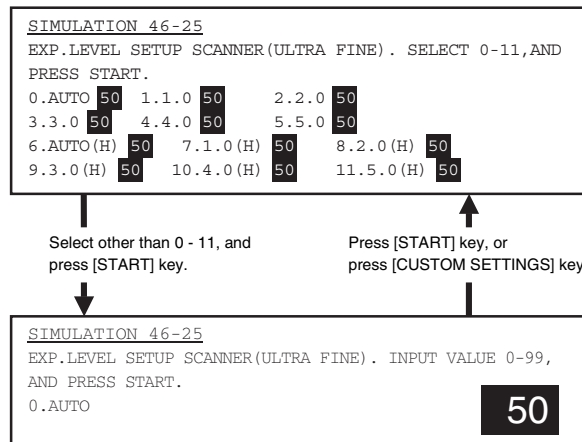 SIMULATION 46-25
EXP.LEVEL SETUP SCANNER(ULTRA FINE). SELECT 0-11,AND
PRESS START.
0.AUTO 50 1.1.0 50 2.2.0 50
3.3.0 50 4.4.0 50 5.5.0 50
6.AUTO(H) 50 7.1.0(H) 50 8.2.0(H) 50
9.3.0(H) 50 10.4.0(H) 50 11.5.0(H) 50
Select other than 0 - 11, and
press [START] key.
Press [START] key, or
press [CUSTOM SETTINGS] key
SIMULATION 46-25
EXP.LEVEL SETUP SCANNER(ULTRA FINE). INPUT VALUE 0-99,
AND PRESS START.
0.AUTO
50